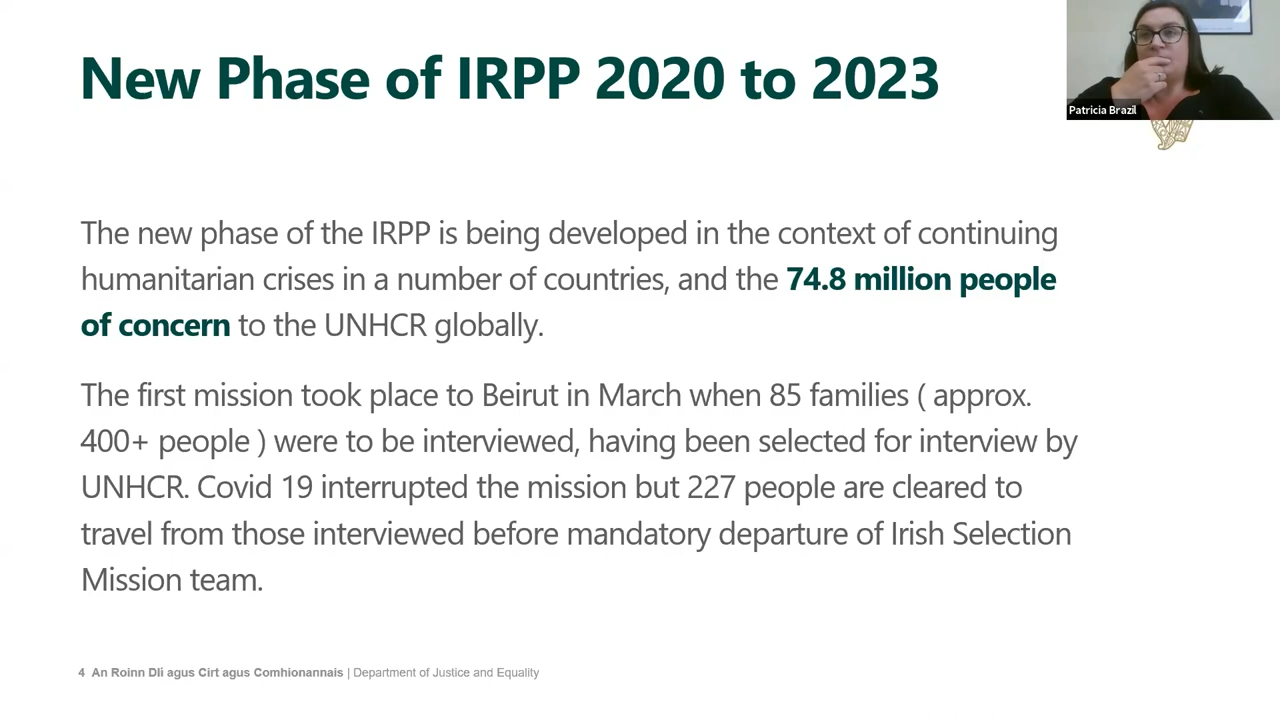 New Phase of IRPP 2020 to 2023
Patricia Brazil
The new phase of the IRPP is being developed in the context of continuing
humanitarian crises in a number of countries, and the 74.8 million people
of concern to the UNHCR globally.
The first mission took place to Beirut in March when 85 families ( approx.
400+ people ) were to be interviewed, having been selected for interview by
UNHCR. Covid 19 interrupted the mission but 227 people are cleared to
travel from those interviewed before mandatory departure of Irish Selection
Mission team.
4 An Roinn Dlí agus Cirt agus Comhionannais | Department of Justice and Equality